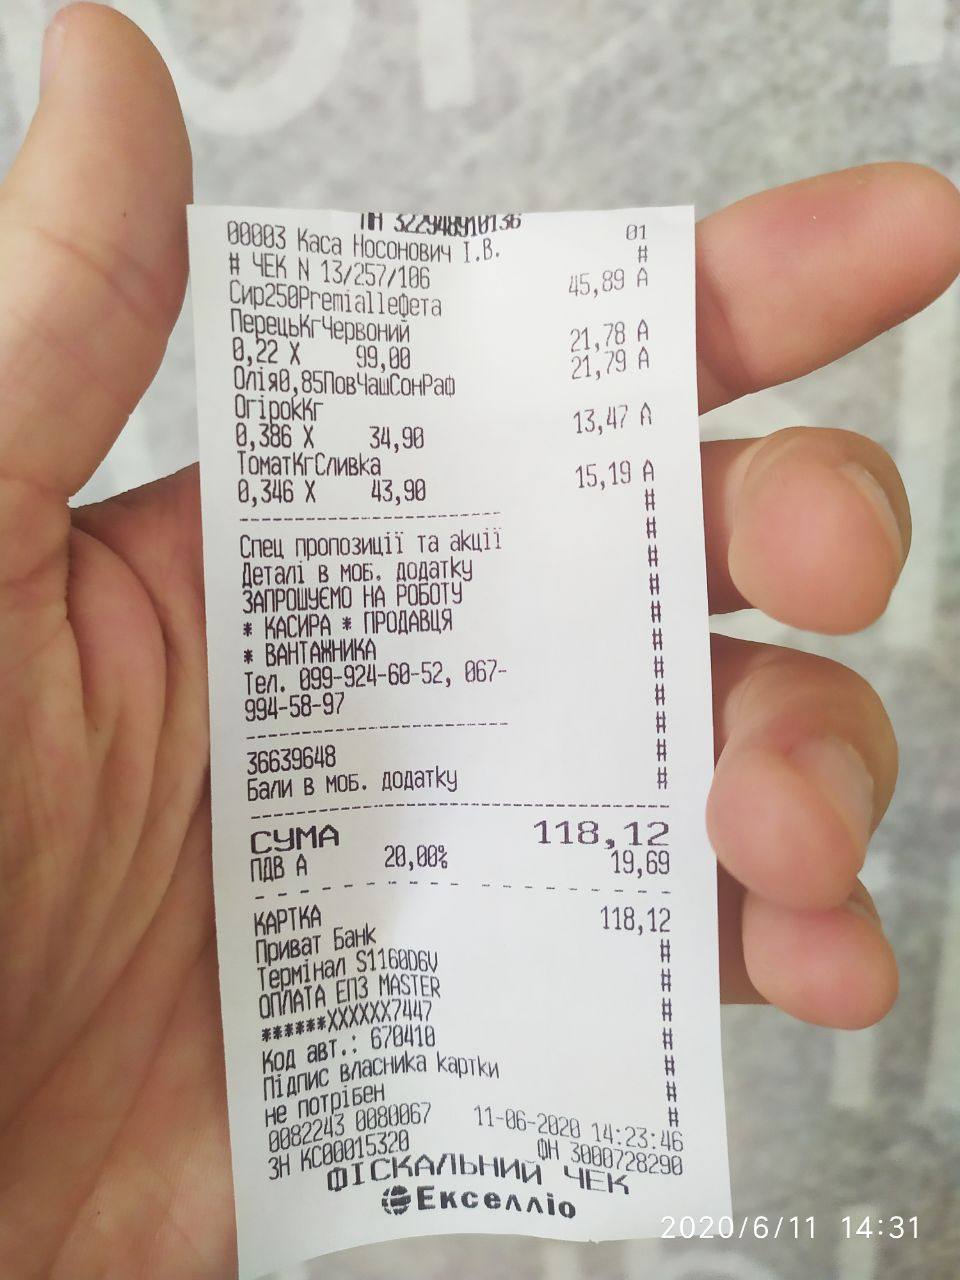 ПН 322948910136
00003 Каса Носонович І.В. 01
# ЧЕК N 13/257/106 #
Сир250PremialleФета 45,89 А
ПерецьКгЧервоний
0,22 X 99,00 21,78 А
Олія0,85ПовЧашСонРаф 21,79 А
ОгірокКг
0,386 X 34,90 13,47 А
ТоматКгСливка
0,346 X 43,90 15,19 А
#
--------------------------------
#
Спец пропозиції та акції #
Деталі в моб. додатку #
ЗАПРОШУЄМО НА РОБОТУ #
* КАСИРА * ПРОДАВЦЯ #
* ВАНТАЖНИКА #
Тел. 099-924-60-52, 067- #
994-58-97 #
-------------------------------- #
36639648 #
Бали в моб. додатку #
--------------------------------
СУМА 118,12
ПДВ А 20,00% 19,69
- - - - - - - - - - - - - - - -
КАРТКА 118,12
Приват Банк #
Термінал S1160D6V #
ОПЛАТА ЕПЗ MASTER #
******XXXXXX7447 #
Код авт.: 670410 #
Підпис власника картки #
не потрібен #
0082243 0080067 11-06-2020 14:23:46
ЗН КС00015320 ФН 3000728290
ФІСКАЛЬНИЙ ЧЕК
Екселліо
2020/6/11 14:31